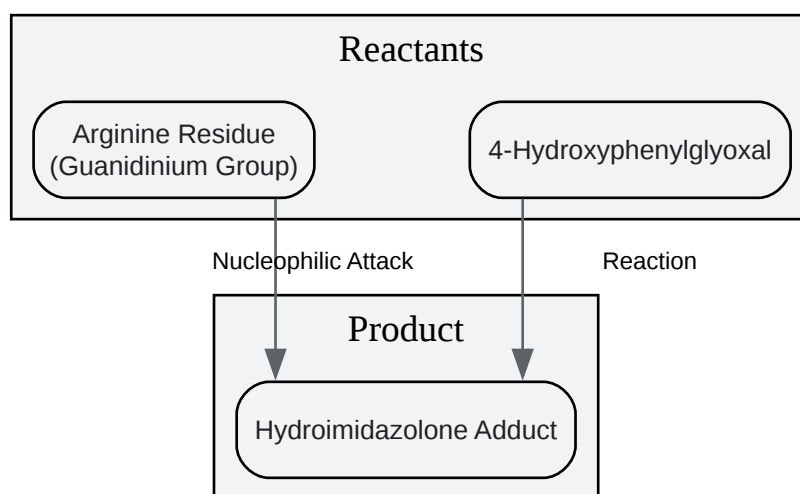 Reactants
Arginine Residue
(Guanidinium Group)
4-Hydroxyphenylglyoxal
Nucleophilic Attack
Reaction
Product
Hydroimidazolone Adduct